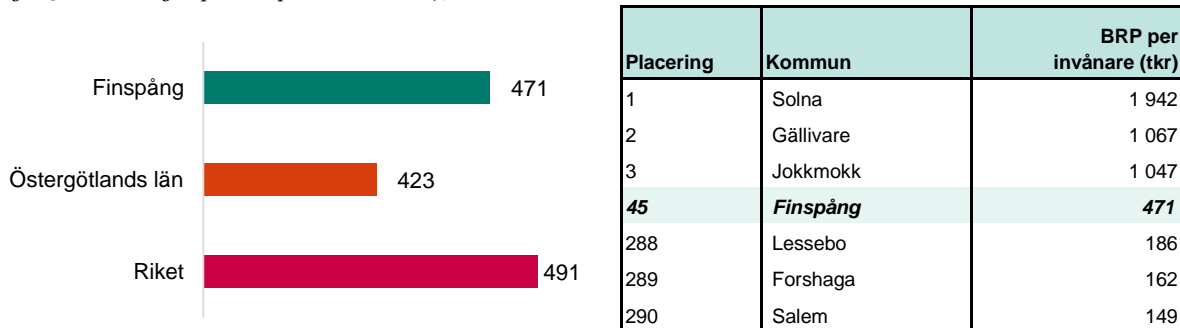 Finspång 471
Östergötlands län 423
Riket 491
Placering Kommun BRP per invånare (tkr)
1 Solna 1 942
2 Gällivare 1 067
3 Jokkmokk 1 047
45 Finspång 471
288 Lessebo 186
289 Forshaga 162
290 Salem 149